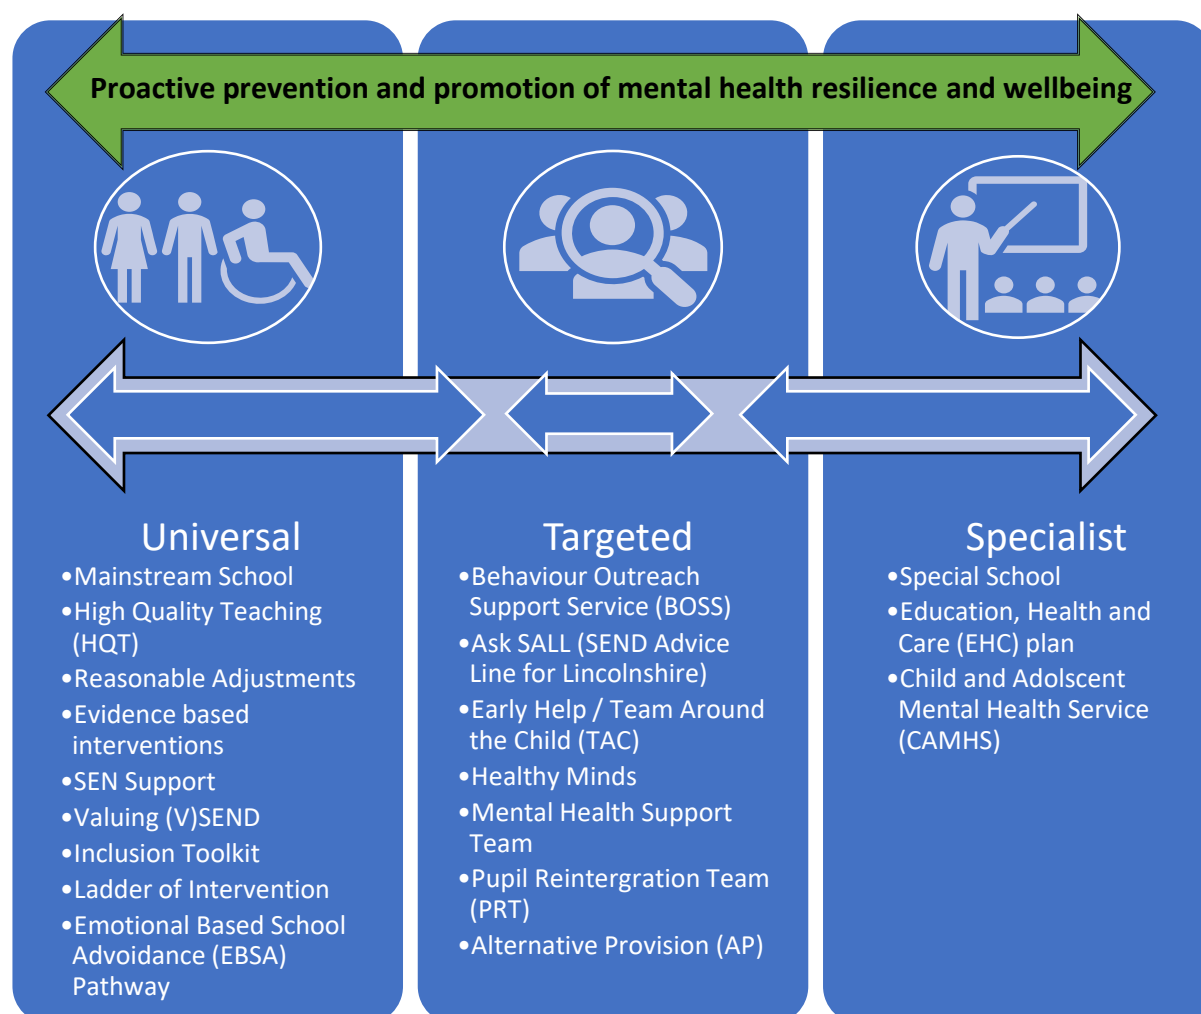 Proactive prevention and promotion of mental health resilience and wellbeing
Universal
•Mainstream School
•High Quality Teaching
(HQT)
•Reasonable Adjustments
•Evidence based
interventions
•SEN Support
•Valuing (V)SEND
•Inclusion Toolkit
•Ladder of Intervention
•Emotional Based School
Advoidance (EBSA)
Pathway
Targeted
•Behaviour Outreach
Support Service (BOSS)
•Ask SALL (SEND Advice
Line for Lincolnshire)
•Early Help / Team Around
the Child (TAC)
•Healthy Minds
•Mental Health Support
Team
•Pupil Reintergration Team
(PRT)
•Alternative Provision (AP)
Specialist
•Special School
•Education, Health and
Care (EHC) plan
•Child and Adolscent
Mental Health Service
(CAMHS)